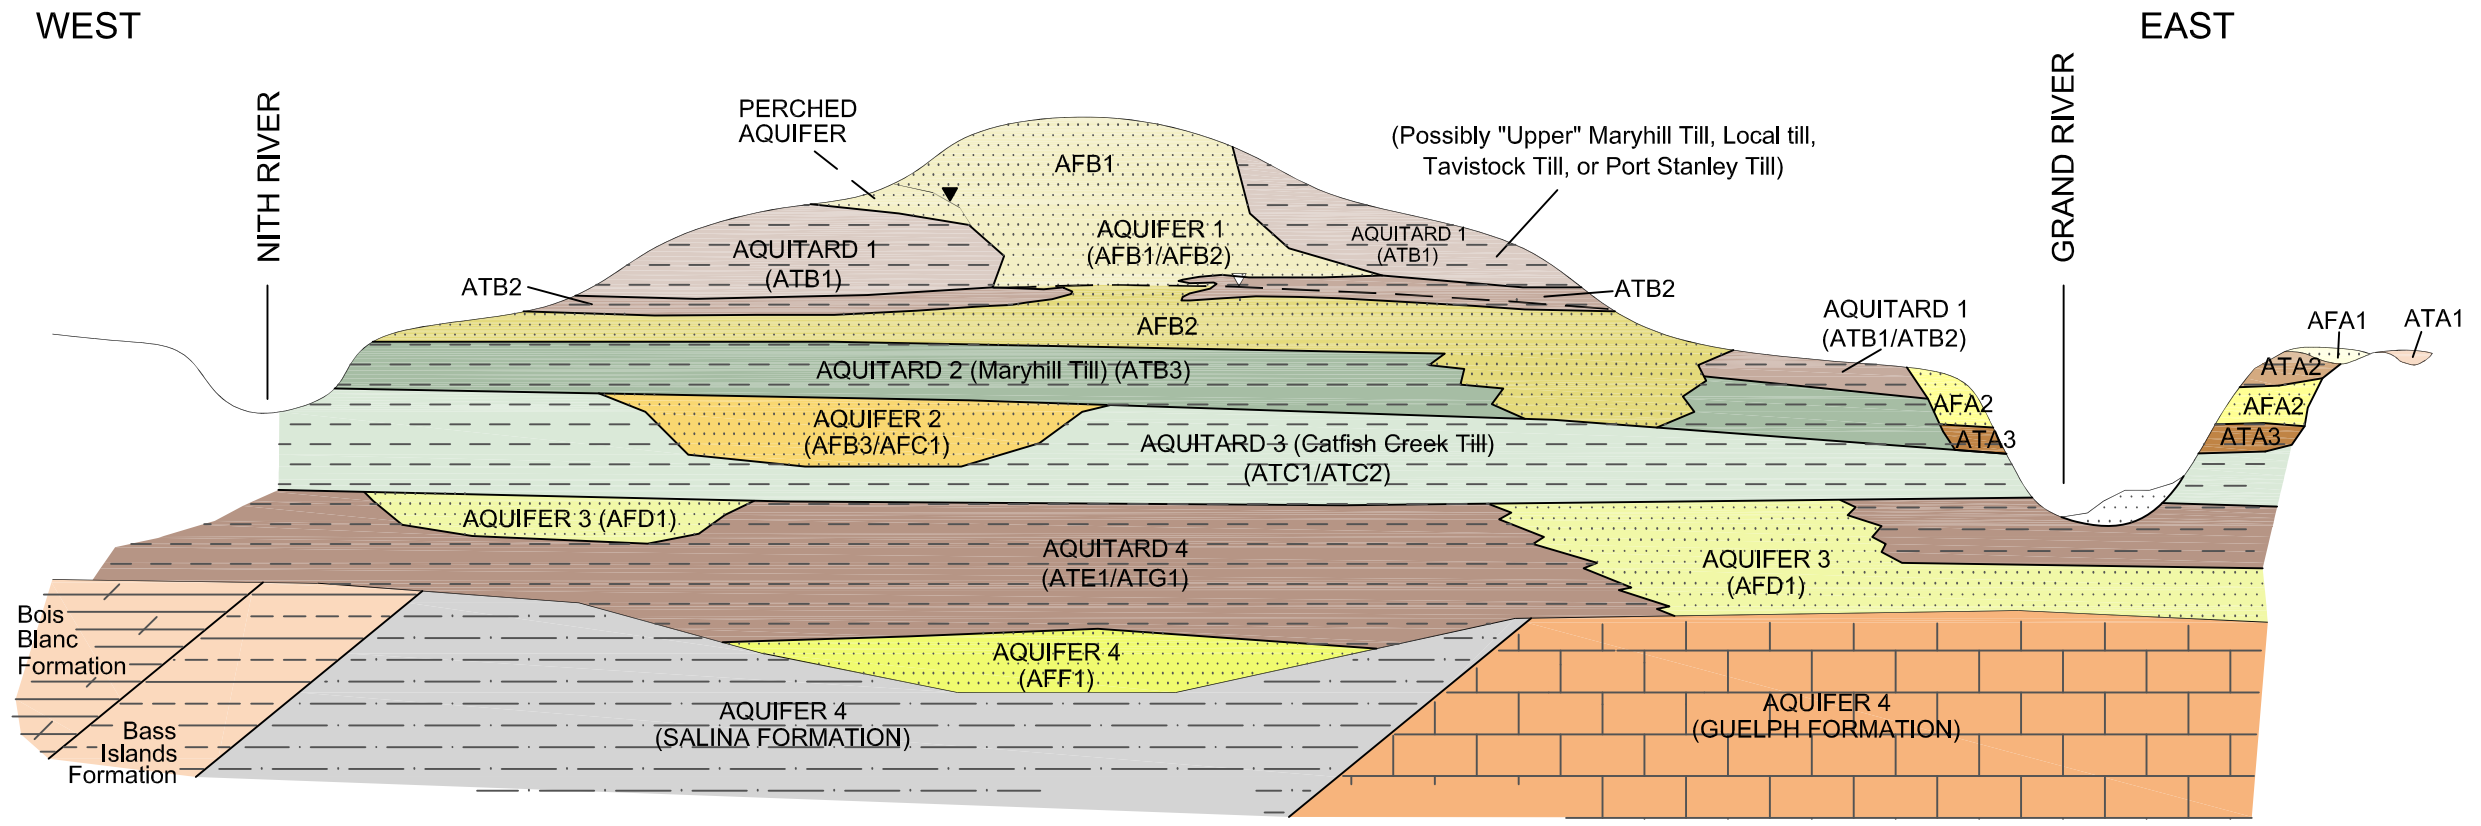 WEST
EAST
NITH RIVER
GRAND RIVER
PERCHED
AQUIFER
AFB1
(Possibly "Upper" Maryhill Till, Local till,
Tavistock Till, or Port Stanley Till)
AQUIFER 1
(AFB1/AFB2)
AQUITARD 1
(ATB1)
AQUITARD 1
(ATB1)
ATB2
ATB2
AFB2
AQUITARD 1
(ATB1/ATB2)
AFA1
ATA1
ATA2
AFA2
ATA3
AFA2
ATA3
AQUITARD 2 (Maryhill Till) (ATB3)
AQUIFER 2
(AFB3/AFC1)
AQUITARD 3 (Catfish Creek Till)
(ATC1/ATC2)
AQUIFER 3 (AFD1)
AQUITARD 4
(ATE1/ATG1)
AQUIFER 3
(AFD1)
Bois
Blanc
Formation
Bass
Islands
Formation
AQUIFER 4
(AFF1)
AQUIFER 4
(SALINA FORMATION)
AQUIFER 4
(GUELPH FORMATION)